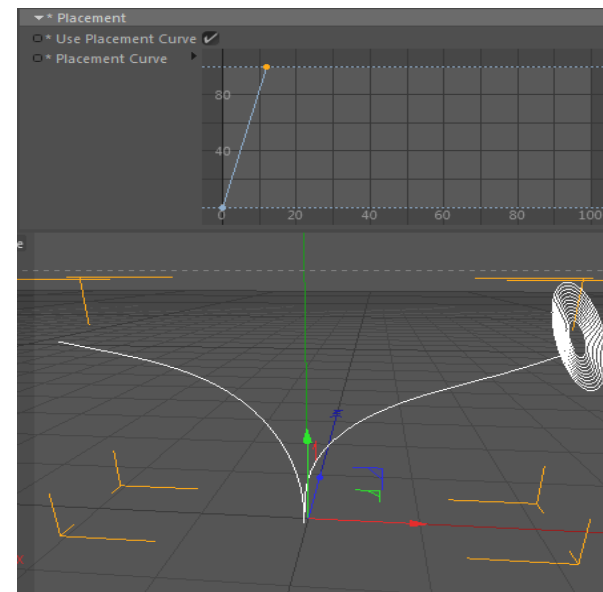 * Placement
* Use Placement Curve
* Placement Curve
80
40
0 20 40 60 80 100
e
x